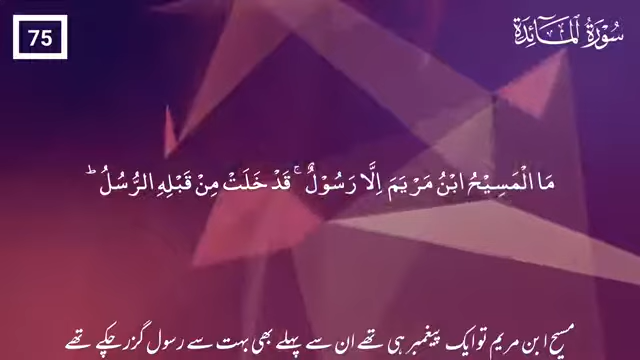 75
سُوْرَةُ الْمَآئِدَة
مَا الْمَسِيْحُ ابْنُ مَرْيَمَ اِلَّا رَسُوْلٌ ۚ قَدْ خَلَتْ مِنْ قَبْلِهِ الرُّسُلُ ؕ
مسیح ابن مریم تو ایک پیغمبر ہی تھے ان سے پہلے بھی بہت سے رسول گزر چکے تھے